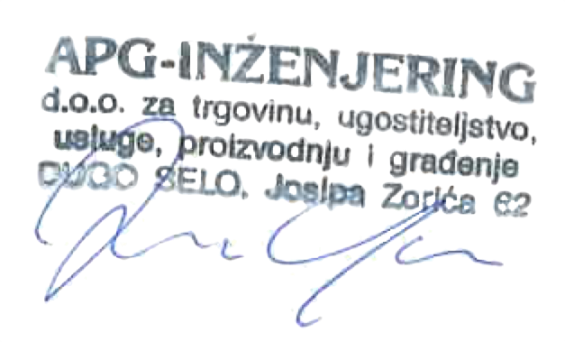 APG-INŽENJERING
d.o.o. za trgovinu, ugostiteljstvo,
usluge, proizvodnju i građenje
DUGO SELO, Josipa Zorića 62